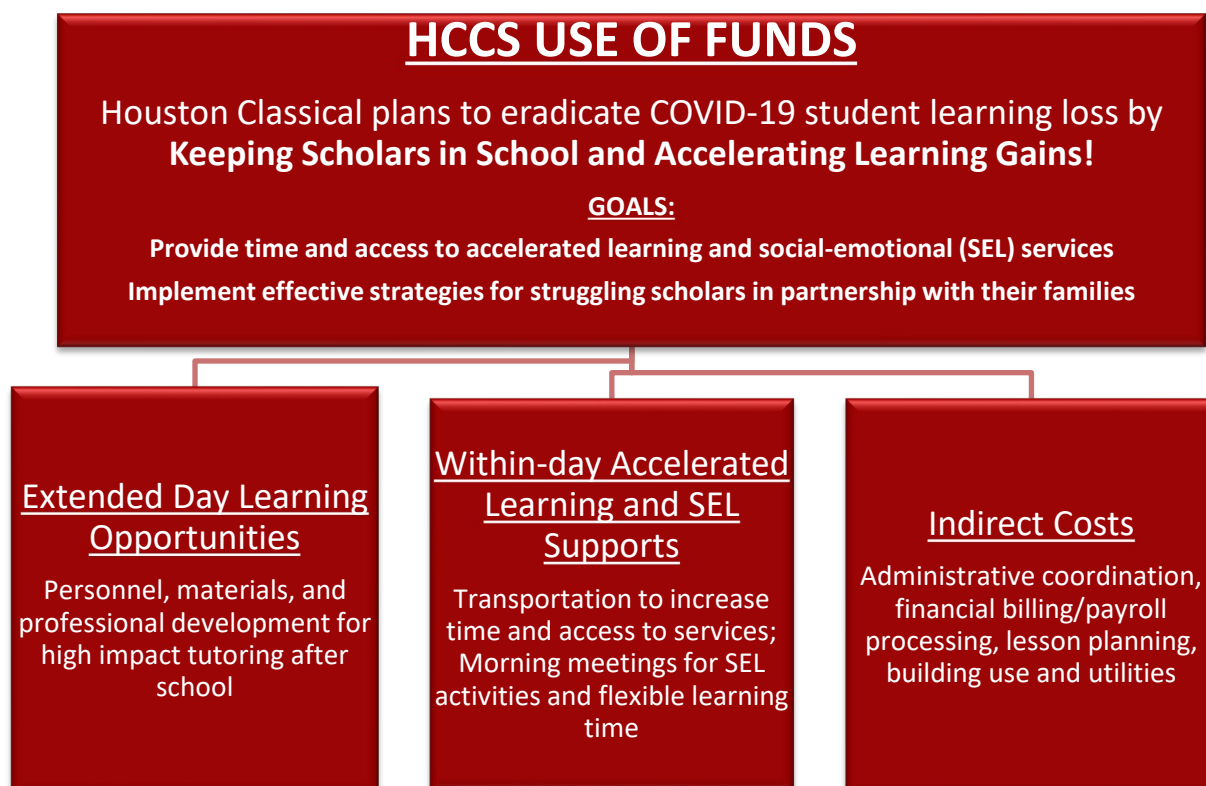 HCCS USE OF FUNDS
Houston Classical plans to eradicate COVID-19 student learning loss by
Keeping Scholars in School and Accelerating Learning Gains!
GOALS:
Provide time and access to accelerated learning and social-emotional (SEL) services
Implement effective strategies for struggling scholars in partnership with their families
Extended Day Learning
Opportunities
Personnel, materials, and
professional development for
high impact tutoring after
school
Within-day Accelerated
Learning and SEL
Supports
Transportation to increase
time and access to services;
Morning meetings for SEL
activities and flexible learning
time
Indirect Costs
Administrative coordination,
financial billing/payroll
processing, lesson planning,
building use and utilities